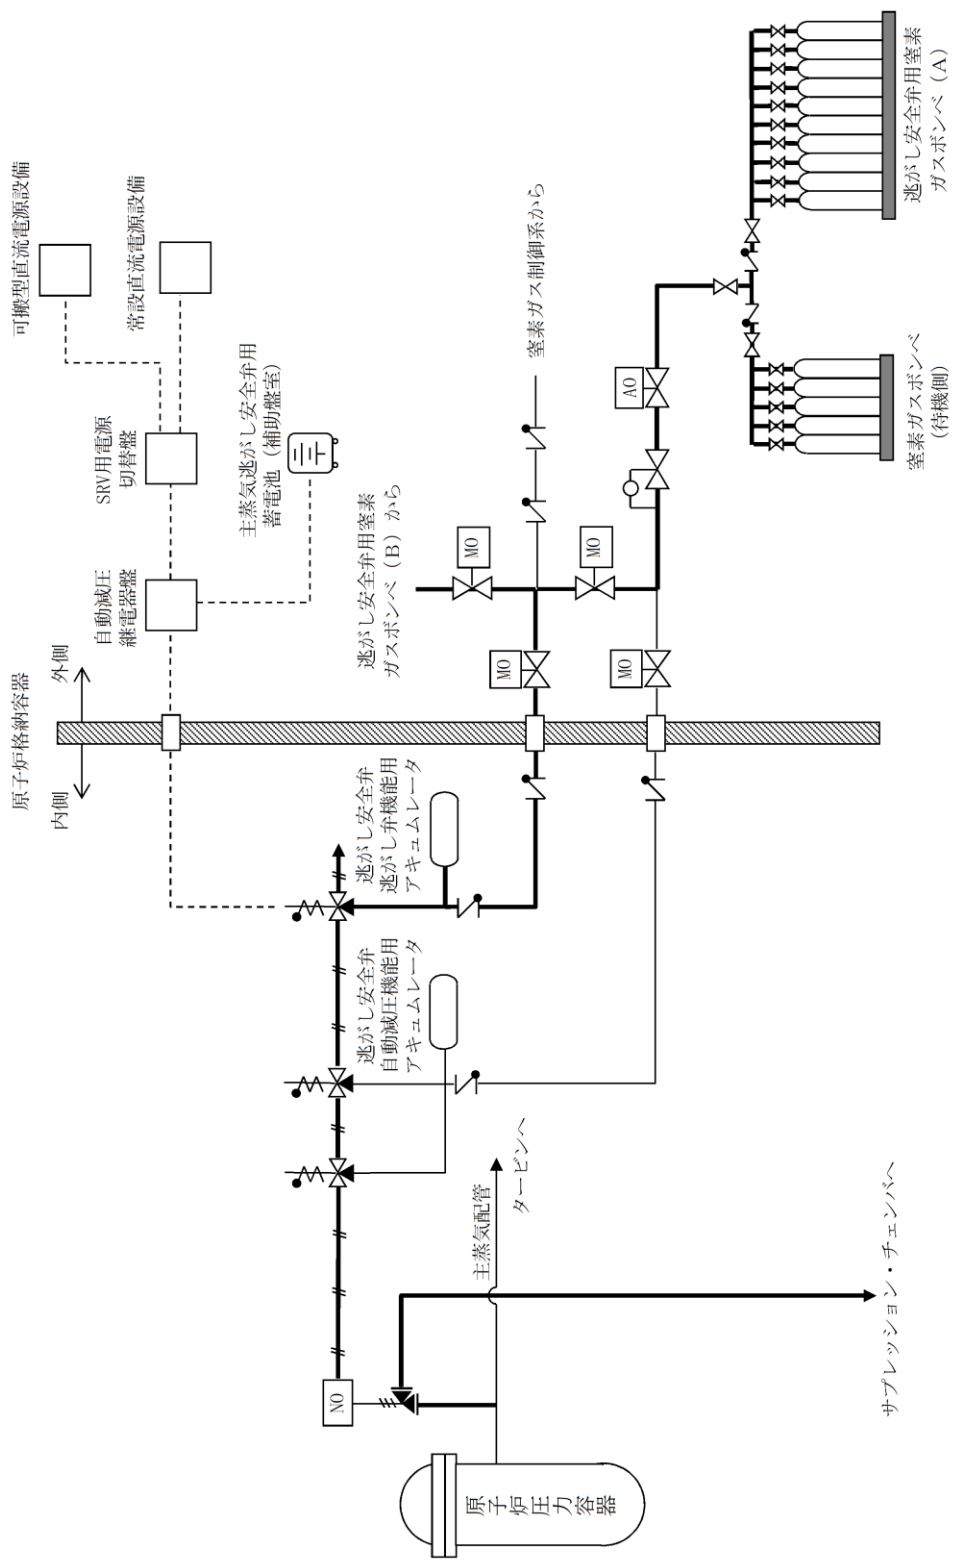 原子炉圧力容器
NO
主蒸気配管
タービンへ
サプレッション・チェンバへ
逃がし安全弁
自動減圧機能用
アキュムレータ
逃がし安全弁
逃がし弁機能用
アキュムレータ
原子炉格納容器
内側
外側
自動減圧
継電器盤
SRV用電源
切替盤
可搬型直流電源設備
常設直流電源設備
主蒸気逃がし安全弁用
蓄電池（補助盤室）
逃がし安全弁用窒素
ガスボンベ（B）から
窒素ガス制御系から
MO
MO
MO
MO
AO
窒素ガスボンベ
（待機側）
逃がし安全弁用窒素
ガスボンベ（A）